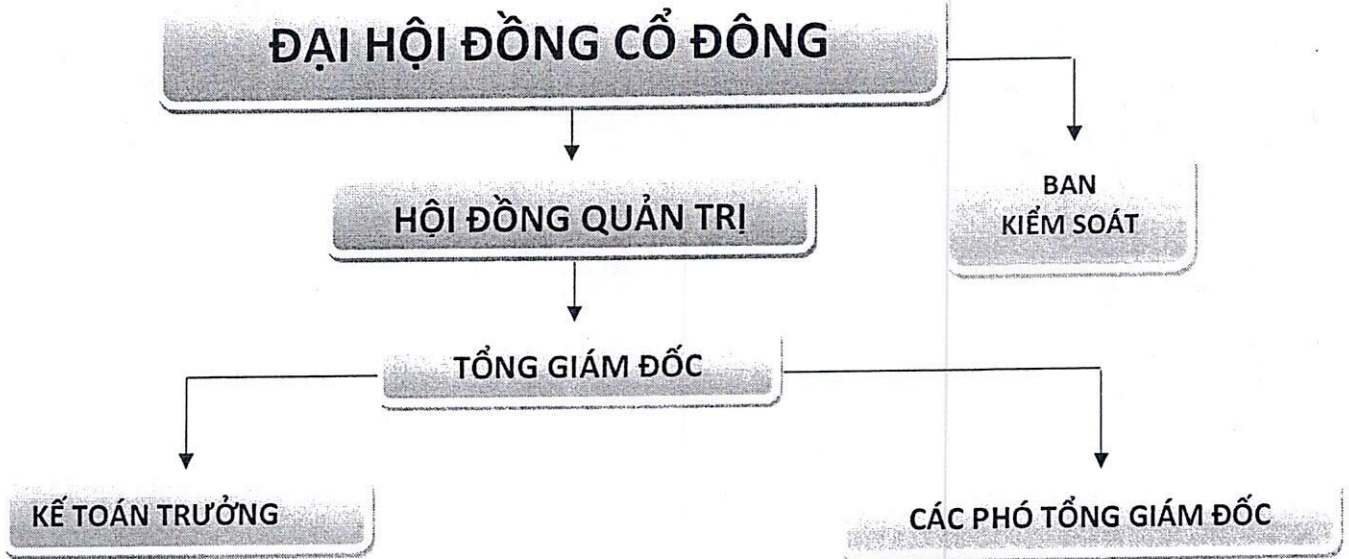 ĐẠI HỘI ĐỒNG CỔ ĐÔNG
BAN
KIỂM SOÁT
HỘI ĐỒNG QUẢN TRỊ
TỔNG GIÁM ĐỐC
KẾ TOÁN TRƯỞNG
CÁC PHÓ TỔNG GIÁM ĐỐC